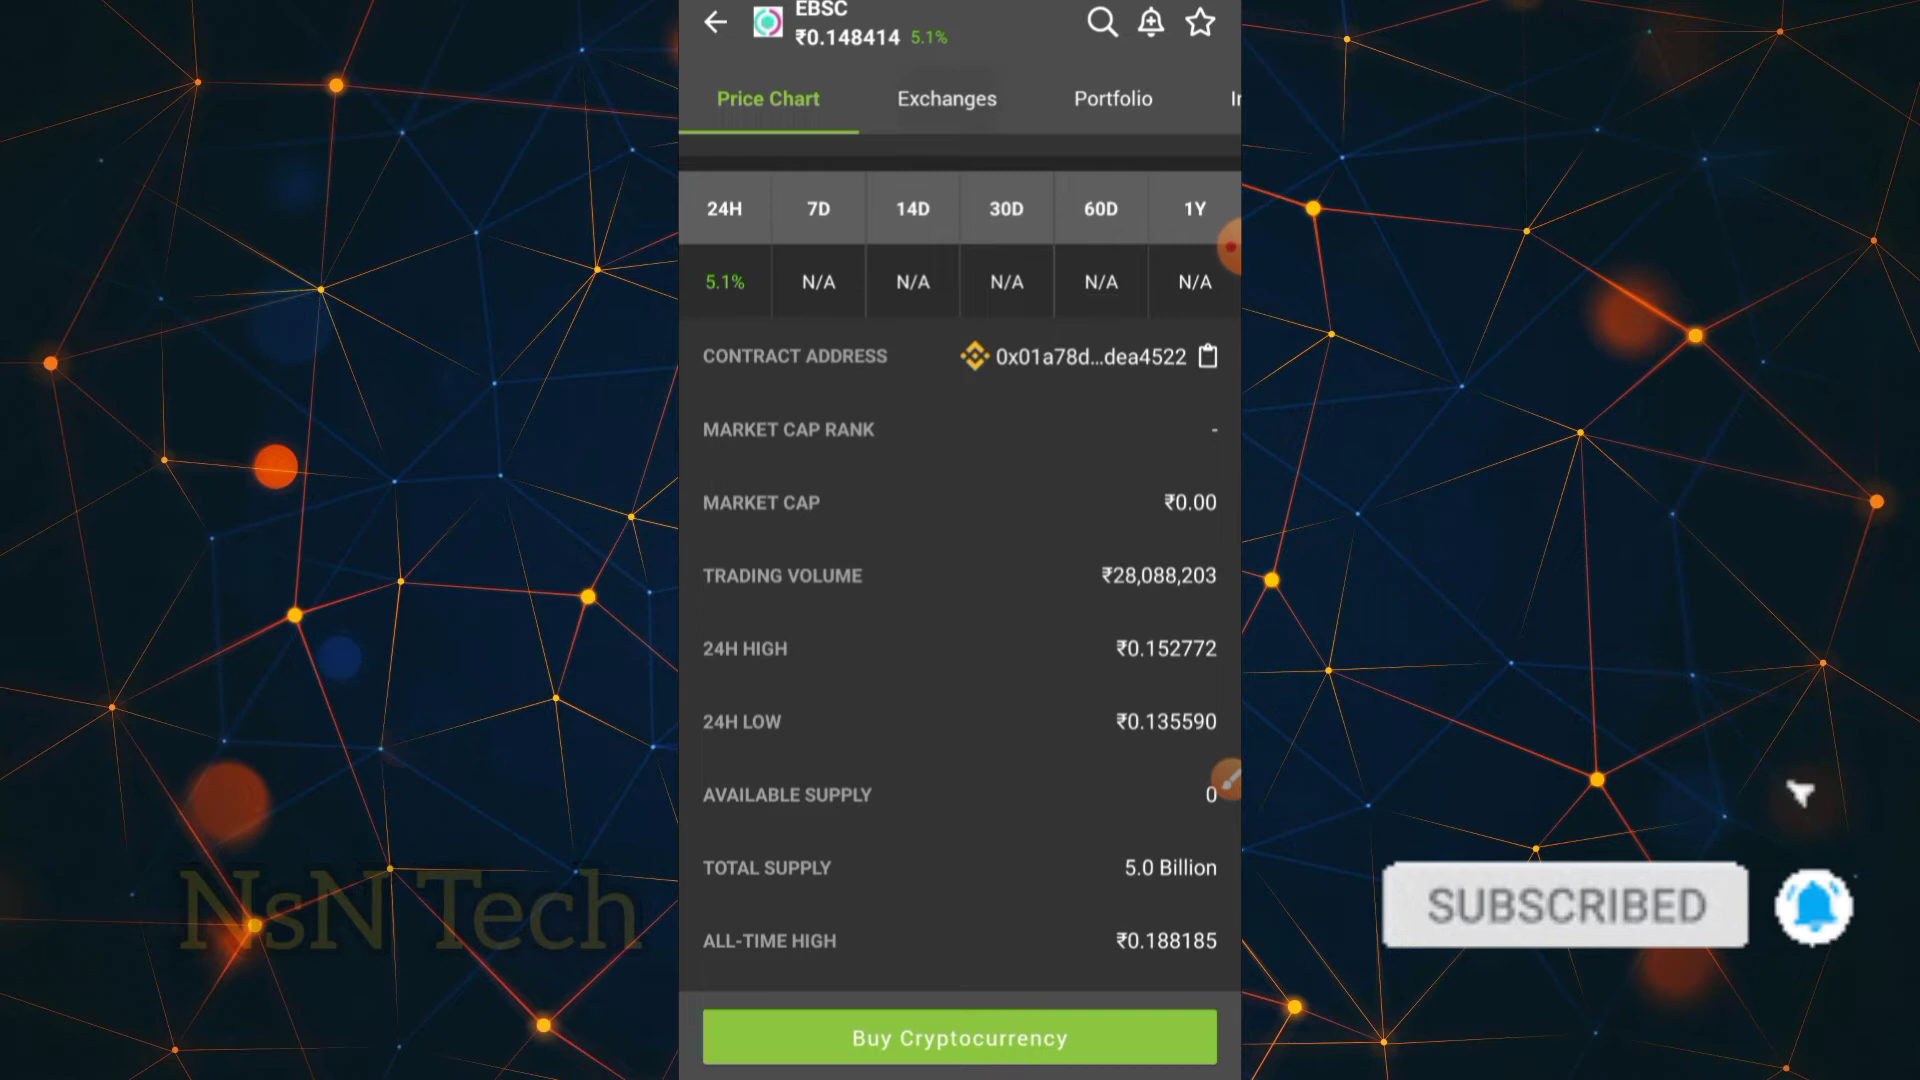 EBSC
₹0.148414 5.1%
Price Chart Exchanges Portfolio
24H 7D 14D 30D 60D 1Y
5.1% N/A N/A N/A N/A N/A
CONTRACT ADDRESS 0x01a78d...dea4522
MARKET CAP RANK -
MARKET CAP ₹0.00
TRADING VOLUME ₹28,088,203
24H HIGH ₹0.152772
24H LOW ₹0.135590
AVAILABLE SUPPLY 0
TOTAL SUPPLY 5.0 Billion
ALL-TIME HIGH ₹0.188185
Buy Cryptocurrency
NsN Tech
SUBSCRIBED